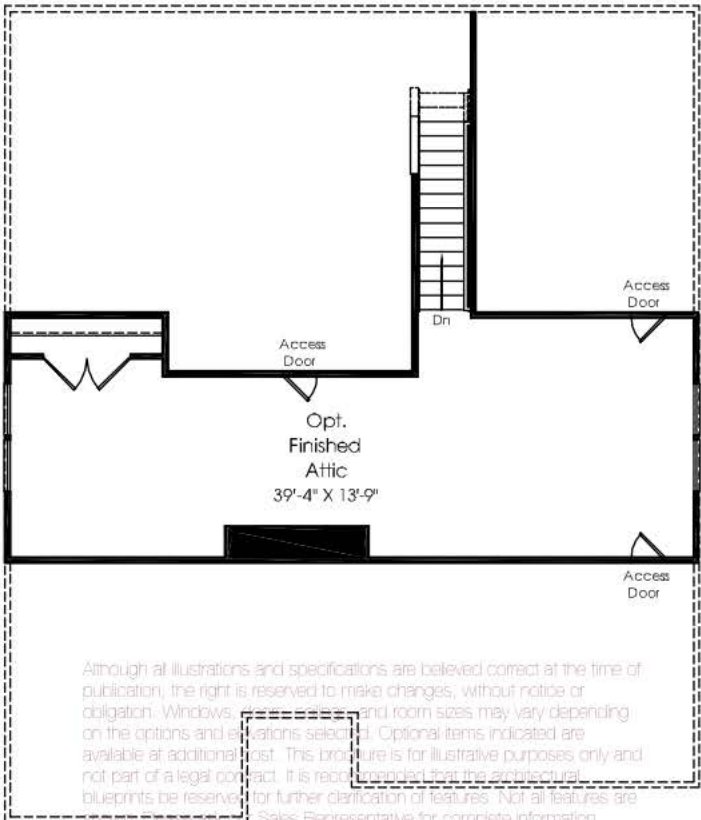 Access
Door
Dn
Access
Door
Opt.
Finished
Attic
39'-4" X 13'-9"
Access
Door
Although all illustrations and specifications are believed correct at the time of
publication, the right is reserved to make changes, without notice or
obligation. Windows, doors, ceilings, and room sizes may vary depending
on the options and elevations selected. Optional items indicated are
available at additional cost. This brochure is for illustrative purposes only and
not part of a legal contract. It is recommended that the architectural
blueprints be reserved for further clarification of features. Not all features are
Sales Representative for complete information.